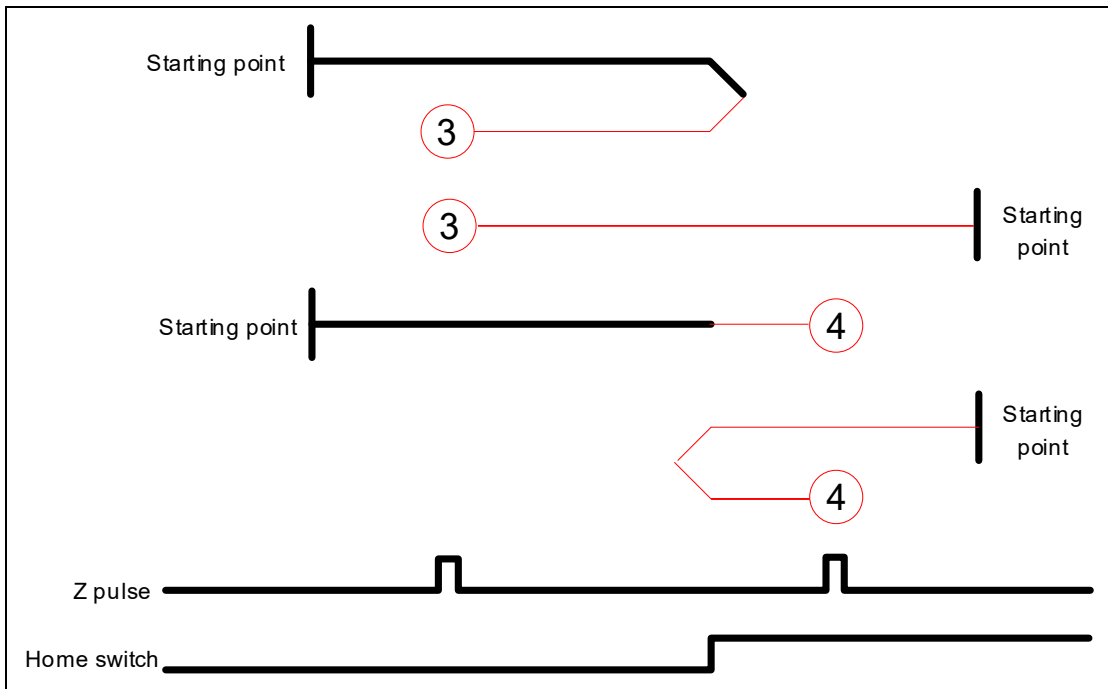 Starting point
3
3
Starting
point
Starting point
4
Starting
point
4
Z pulse
Home switch